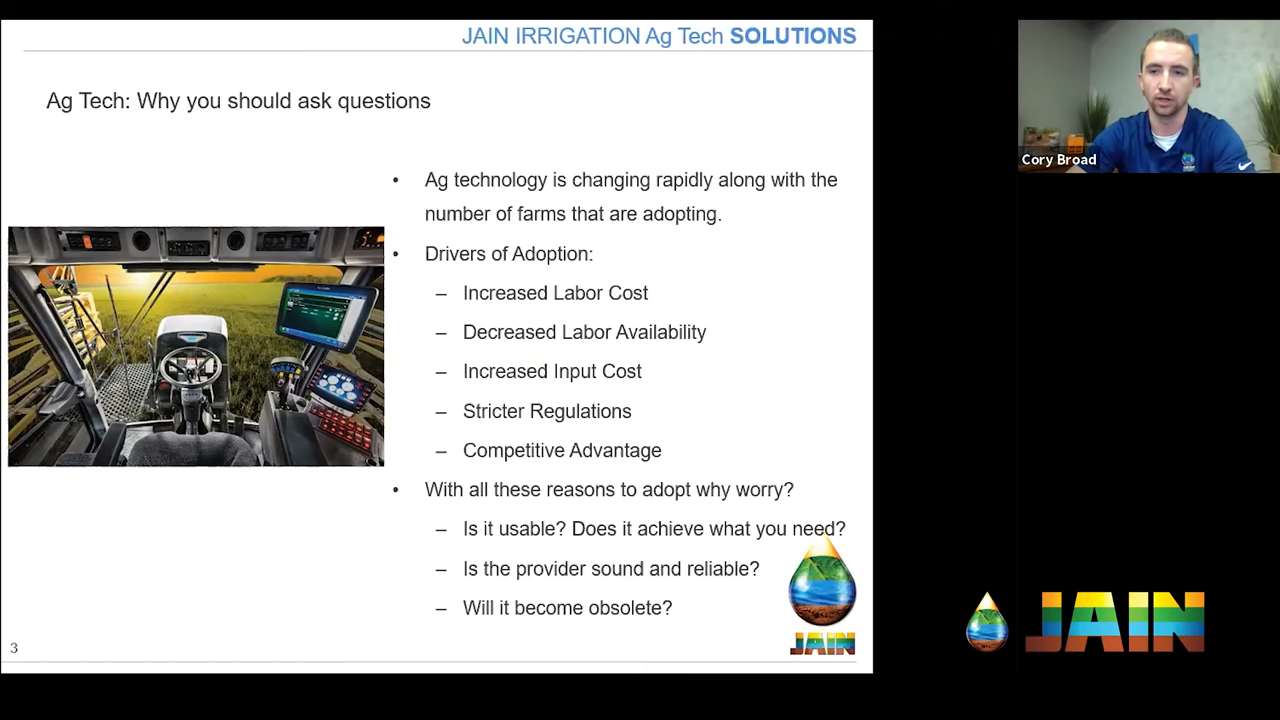 JAIN IRRIGATION Ag Tech SOLUTIONS
Ag Tech: Why you should ask questions
• Ag technology is changing rapidly along with the
number of farms that are adopting.
• Drivers of Adoption:
– Increased Labor Cost
– Decreased Labor Availability
– Increased Input Cost
– Stricter Regulations
– Competitive Advantage
• With all these reasons to adopt why worry?
– Is it usable? Does it achieve what you need?
– Is the provider sound and reliable?
– Will it become obsolete?
JAIN
3
Cory Broad
JAIN